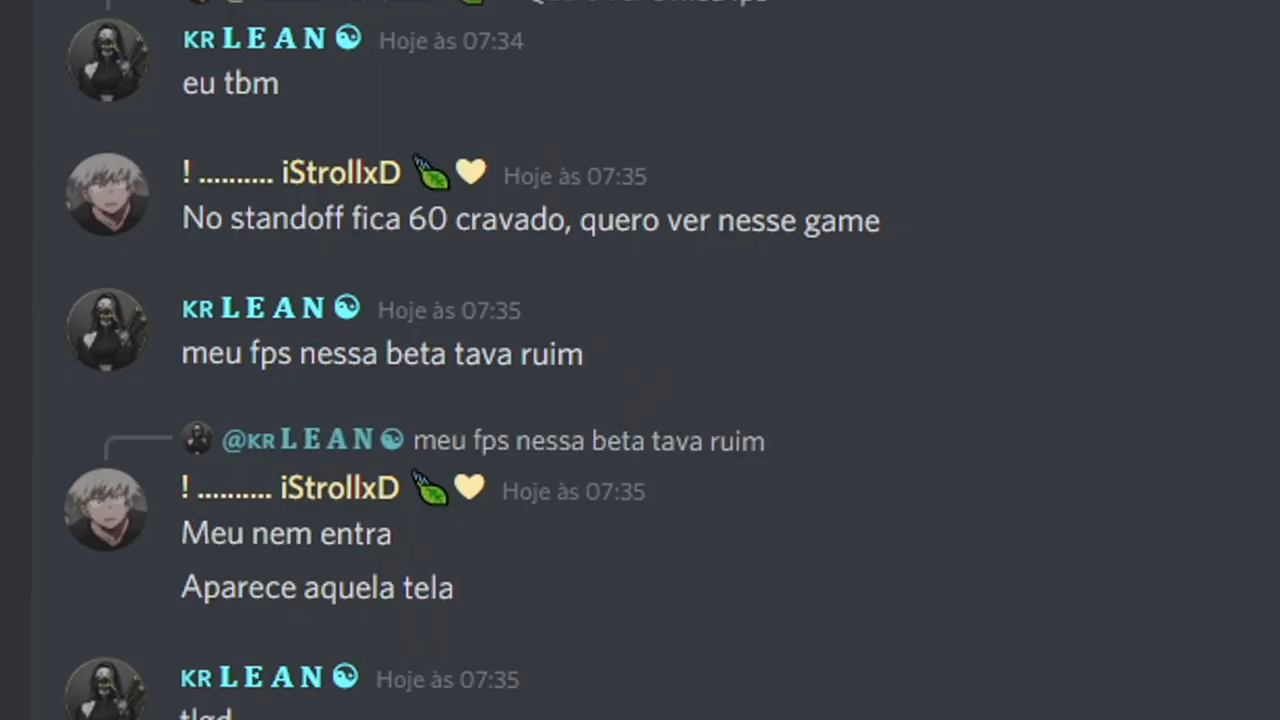 KR L E A N ☯ Hoje às 07:34
eu tbm
! .......... iStrollxD 💛 Hoje às 07:35
No standoff fica 60 cravado, quero ver nesse game
KR L E A N ☯ Hoje às 07:35
meu fps nessa beta tava ruim
@KR L E A N ☯ meu fps nessa beta tava ruim
! .......... iStrollxD 💛 Hoje às 07:35
Meu nem entra
Aparece aquela tela
KR L E A N ☯ Hoje às 07:35